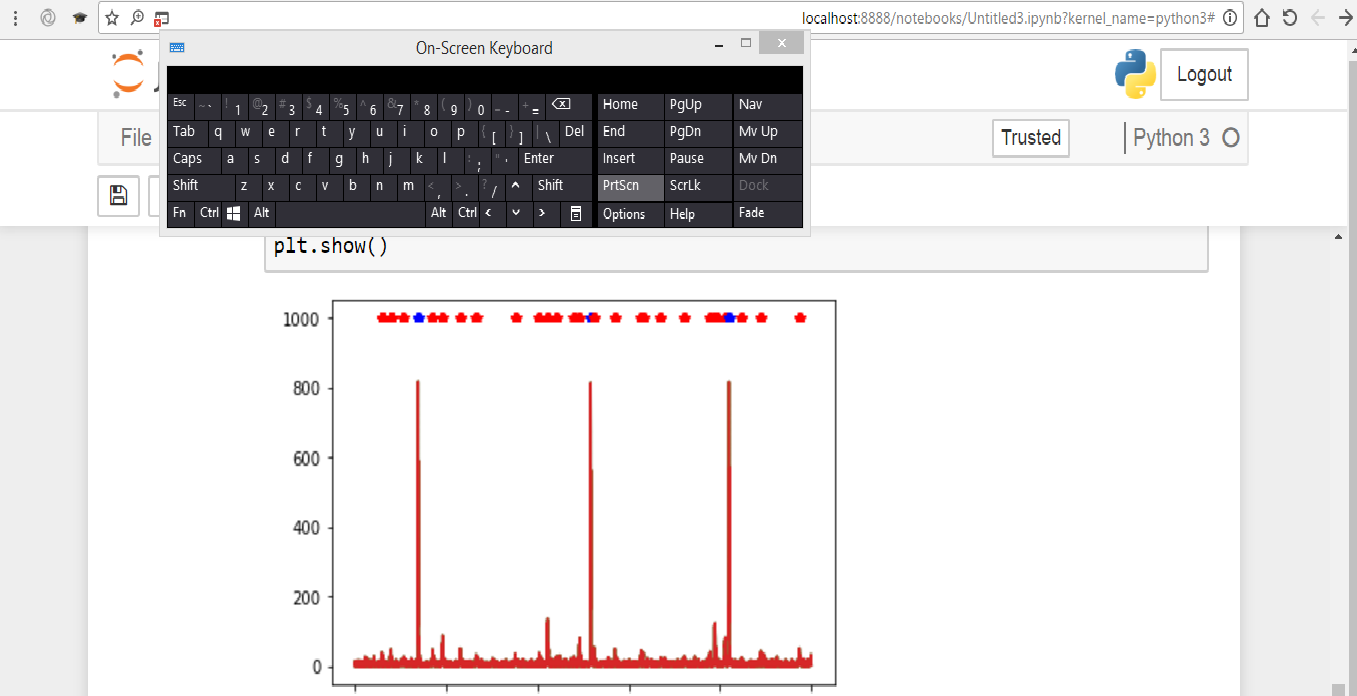 localhost:8888/notebooks/Untitled3.ipynb?kernel_name=python3#
On-Screen Keyboard
Esc ~ ` ! 1 @ 2 # 3 $ 4 % 5 ^ 6 & 7 * 8 ( 9 ) 0 _ - + = Home PgUp Nav
Tab q w e r t y u i o p { [ } ] | \ Del End PgDn Mv Up
Caps a s d f g h j k l : ; " ' Enter Insert Pause Mv Dn
Shift z x c v b n m < , > . ? / ^ Shift PrtScn ScrLk Dock
Fn Ctrl Alt Alt Ctrl < v > Options Help Fade
Logout
File
Trusted
Python 3
plt.show()
1000
800
600
400
200
0